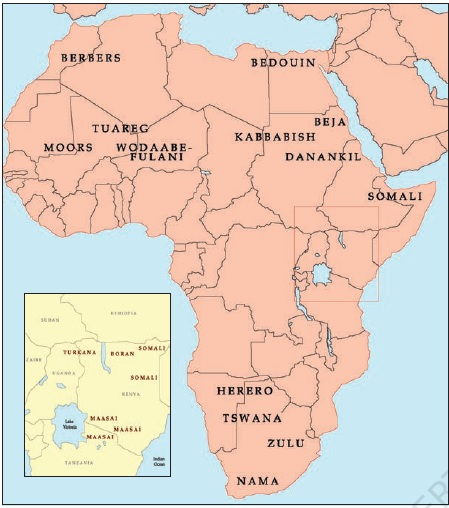 BERBERS
BEDOUIN
BEJA
TUAREG
KABBABISH
MOORS
WODAABE-
FULANI
DANANKIL
SOMALI
HERERO
TSWANA
ZULU
NAMA
SUDAN
ETHIOPIA
TURKANA
BORAN
SOMALI
ZAIRE
UGANDA
SOMALI
KENYA
MAASAI
Lake
Victoria
MAASAI
MAASAI
TANZANIA
Indian
Ocean